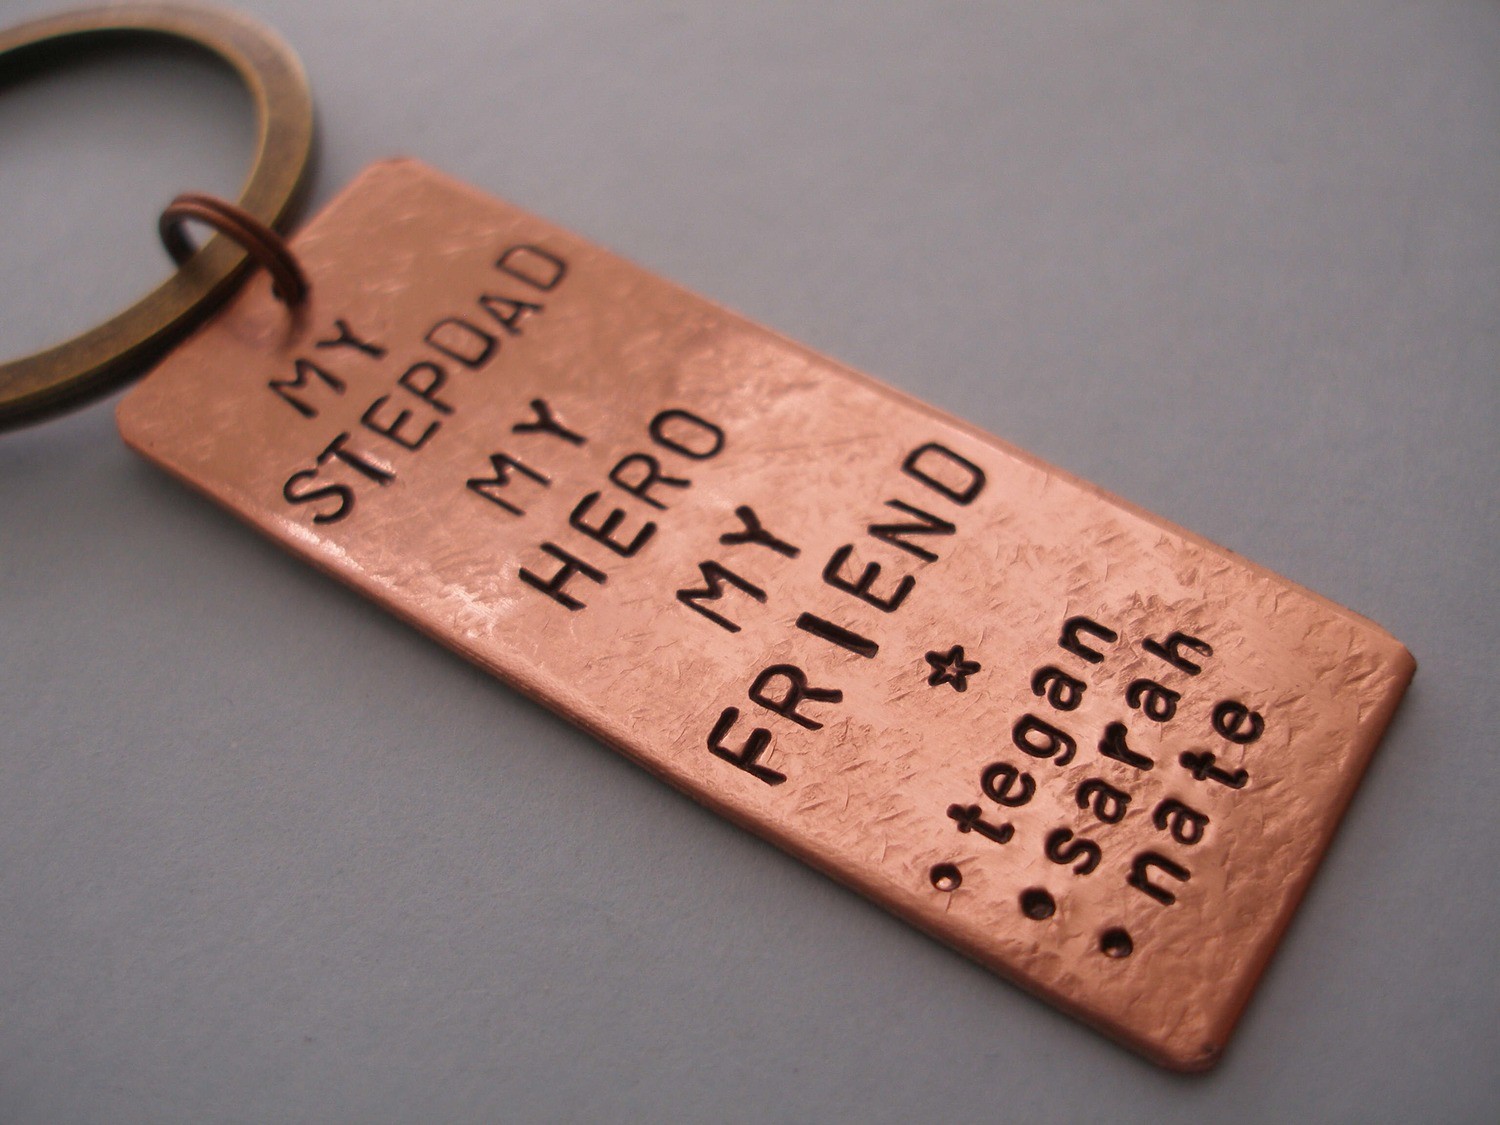 MY
STEPDAD
MY
HERO
MY
FRIEND
• tegan
• sarah
• nate